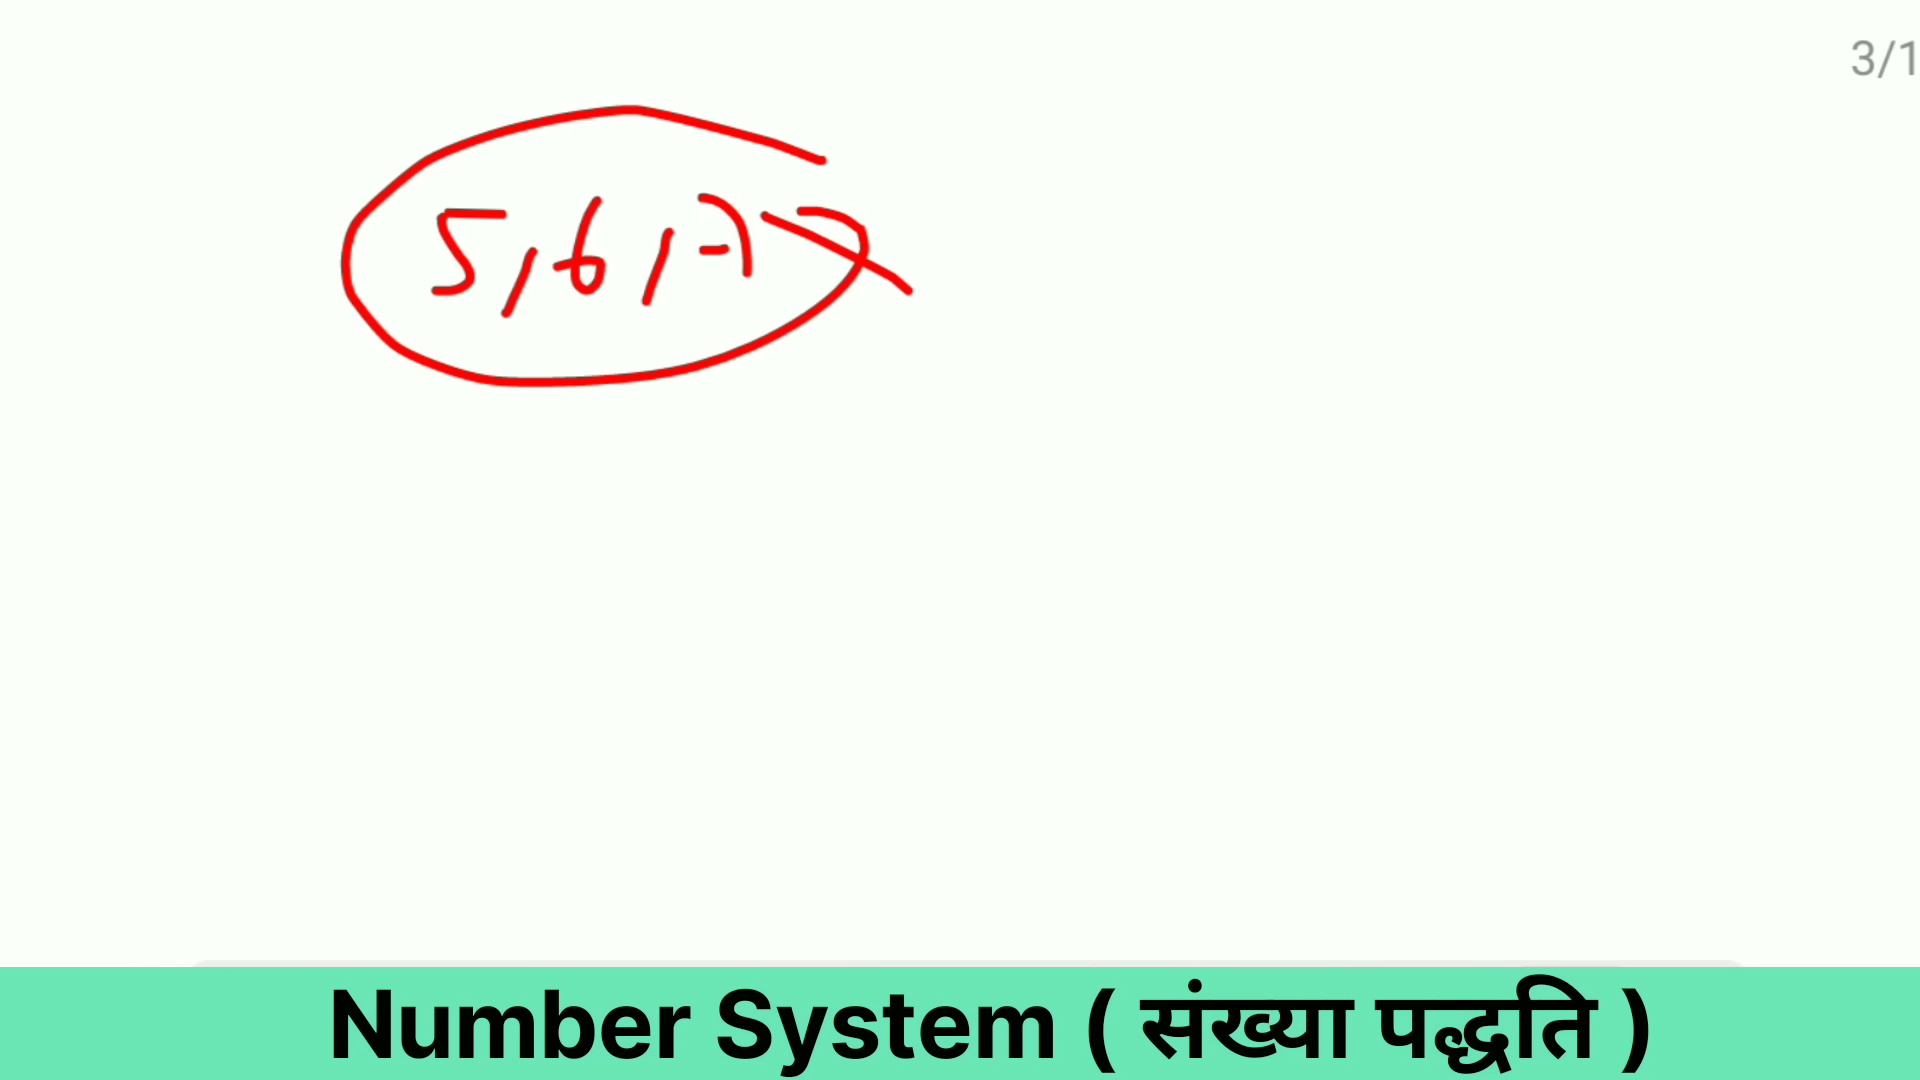 3/1
5, 6, 7
Number System ( संख्या पद्धति )